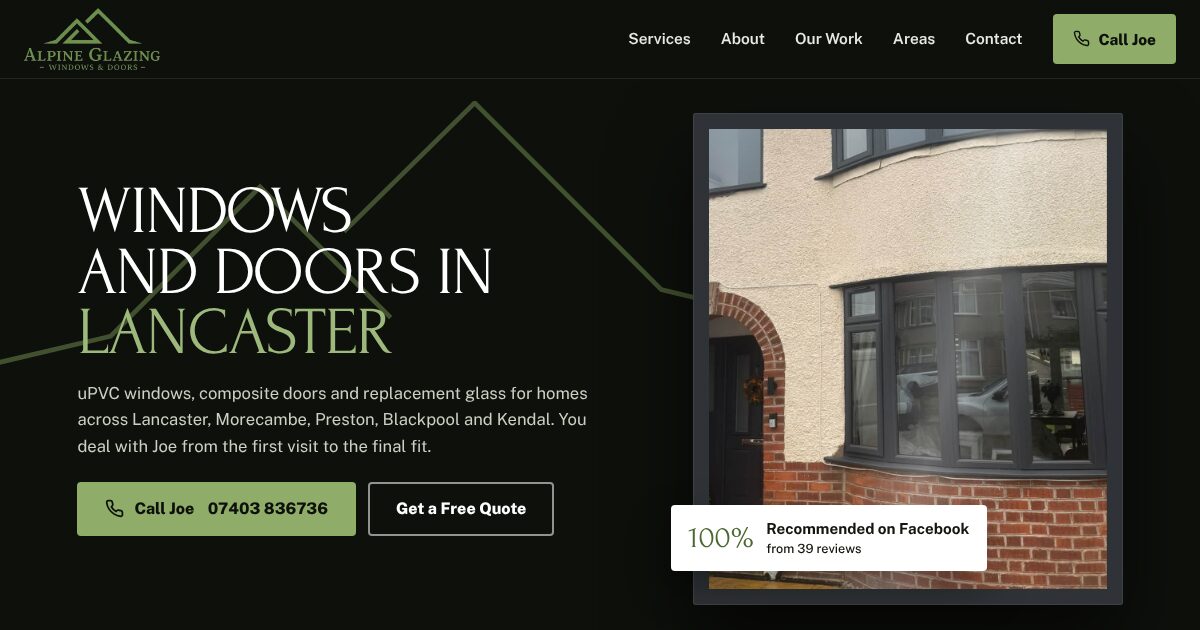 ALPINE GLAZING
- WINDOWS & DOORS -
Services About Our Work Areas Contact Call Joe
WINDOWS
AND DOORS IN
LANCASTER
uPVC windows, composite doors and replacement glass for homes
across Lancaster, Morecambe, Preston, Blackpool and Kendal. You
deal with Joe from the first visit to the final fit.
Call Joe 07403 836736 Get a Free Quote
100% Recommended on Facebook
from 39 reviews